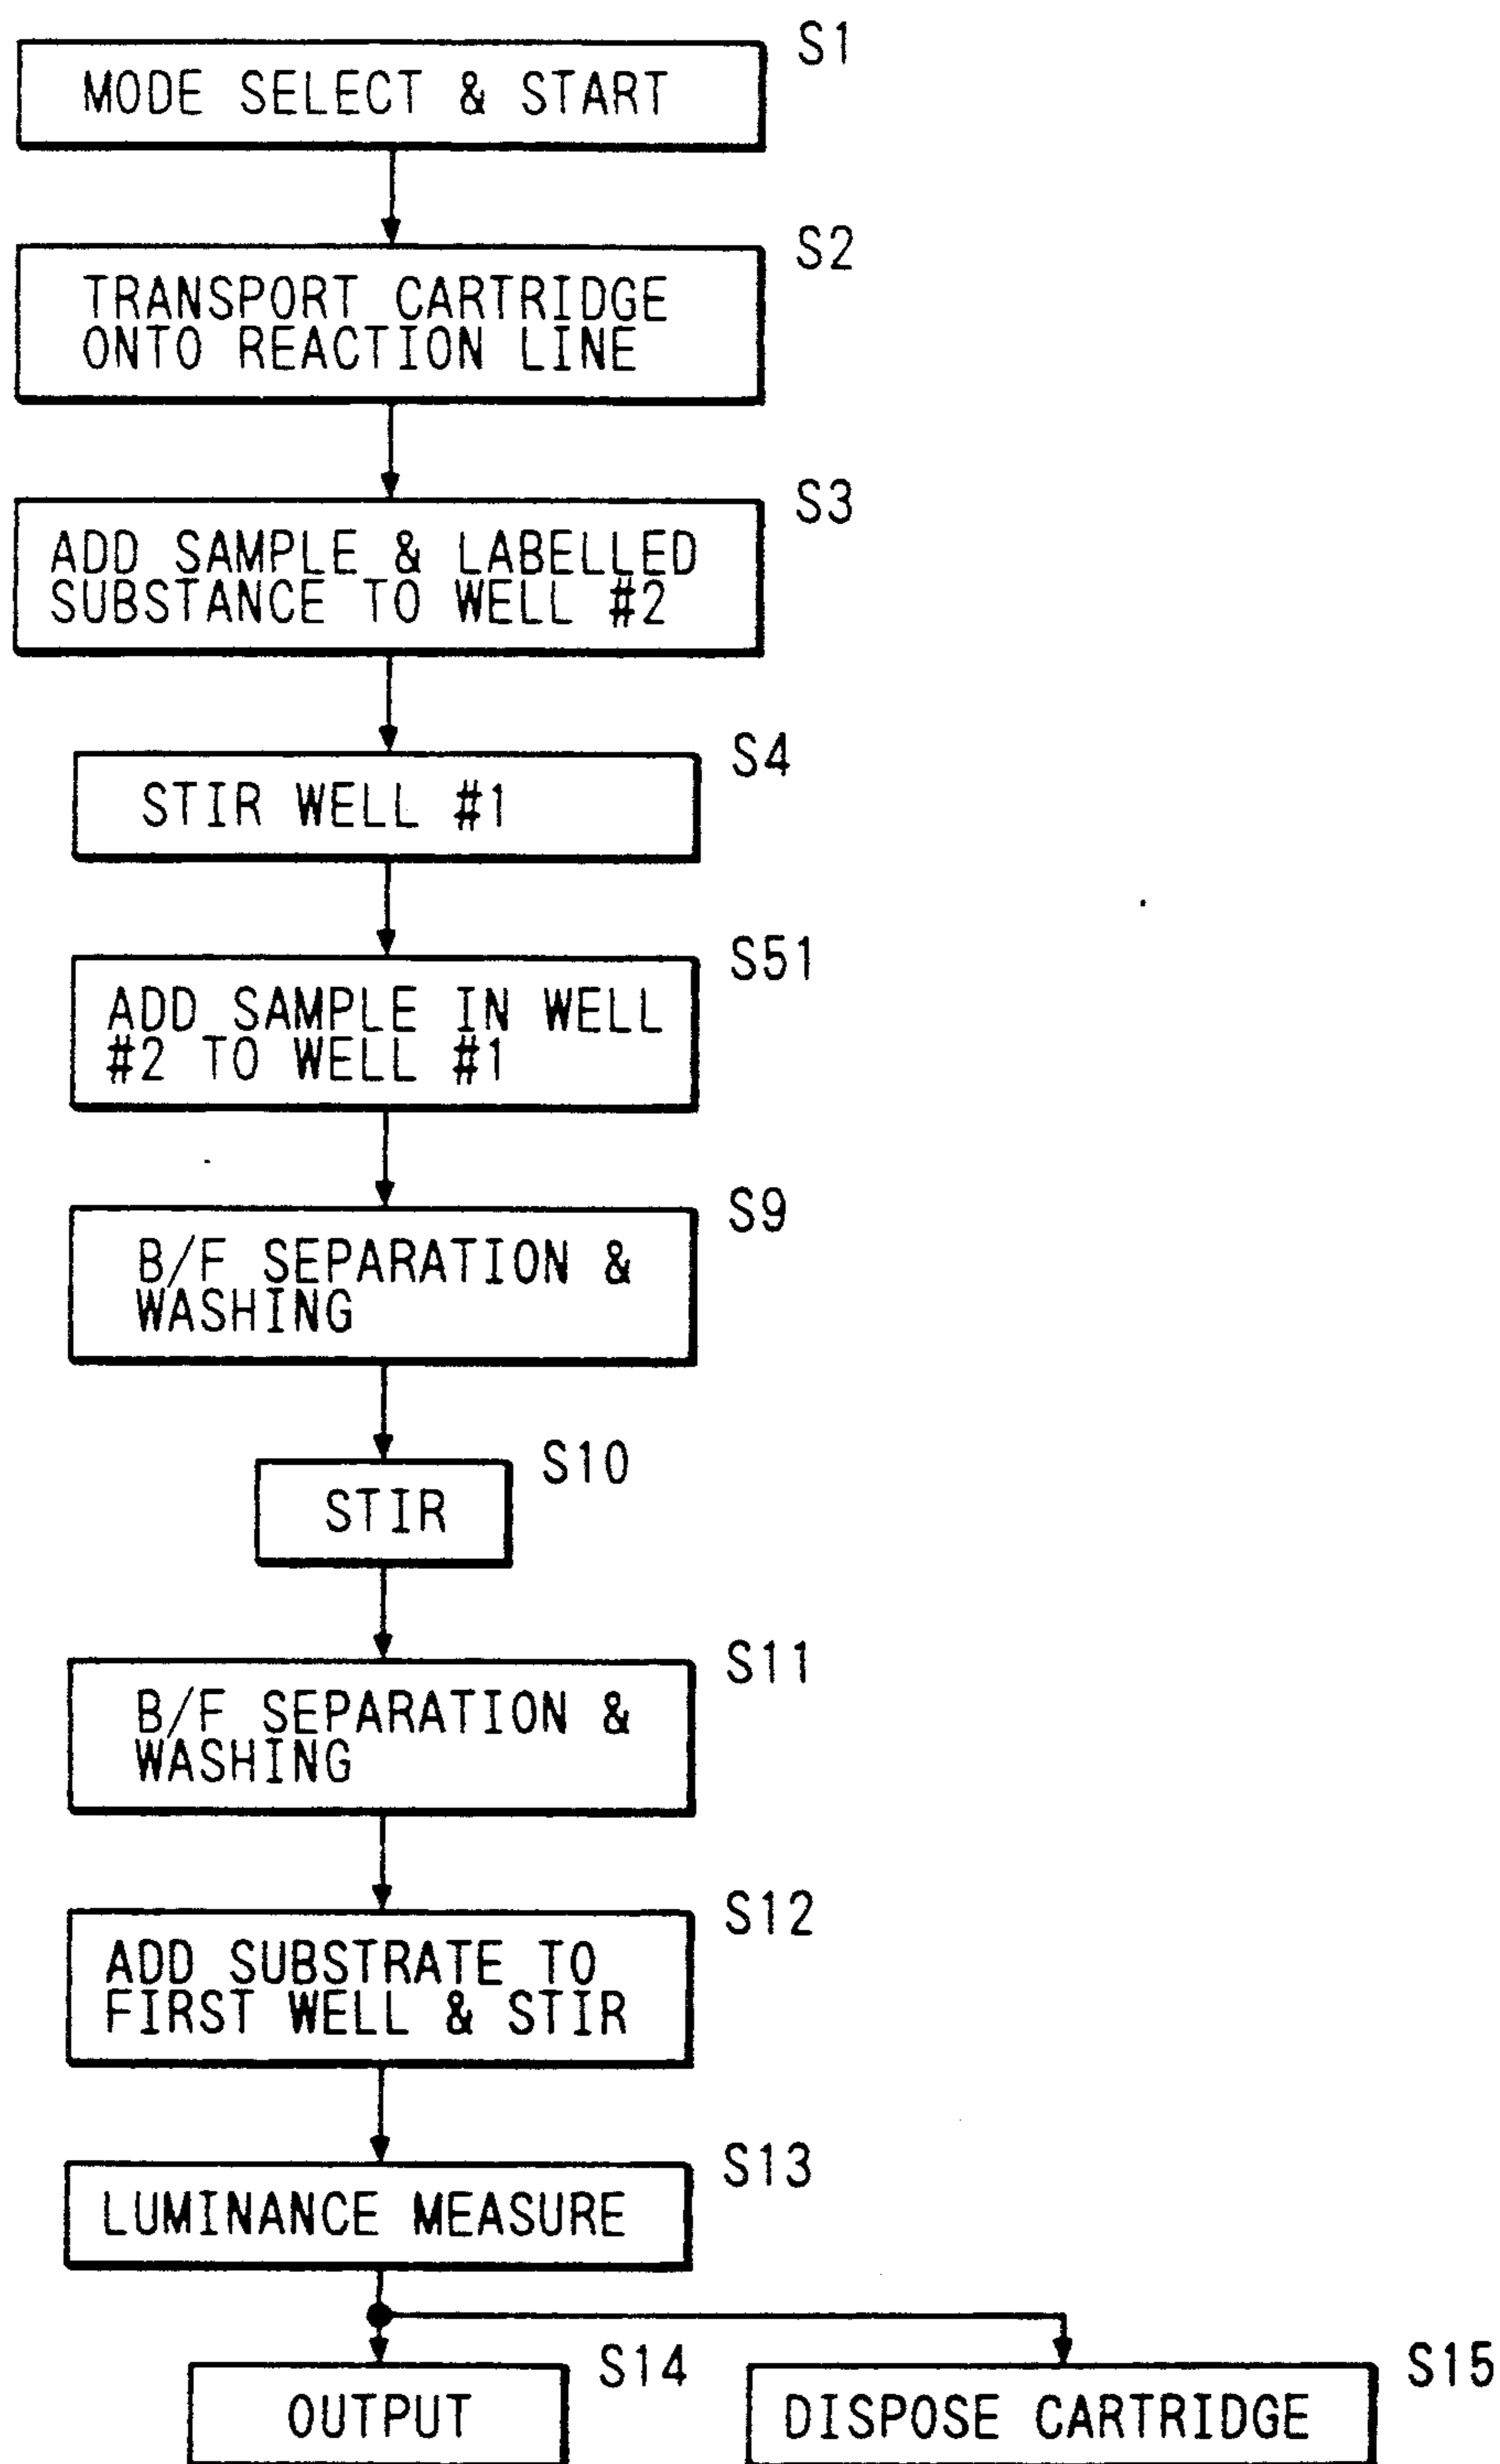 S1
MODE SELECT & START
S2
TRANSPORT CARTRIDGE
ONTO REACTION LINE
S3
ADD SAMPLE & LABELLED
SUBSTANCE TO WELL #2
S4
STIR WELL #1
S51
ADD SAMPLE IN WELL
#2 TO WELL #1
S9
B/F SEPARATION &
WASHING
S10
STIR
S11
B/F SEPARATION &
WASHING
S12
ADD SUBSTRATE TO
FIRST WELL & STIR
S13
LUMINANCE MEASURE
S14
OUTPUT
S15
DISPOSE CARTRIDGE